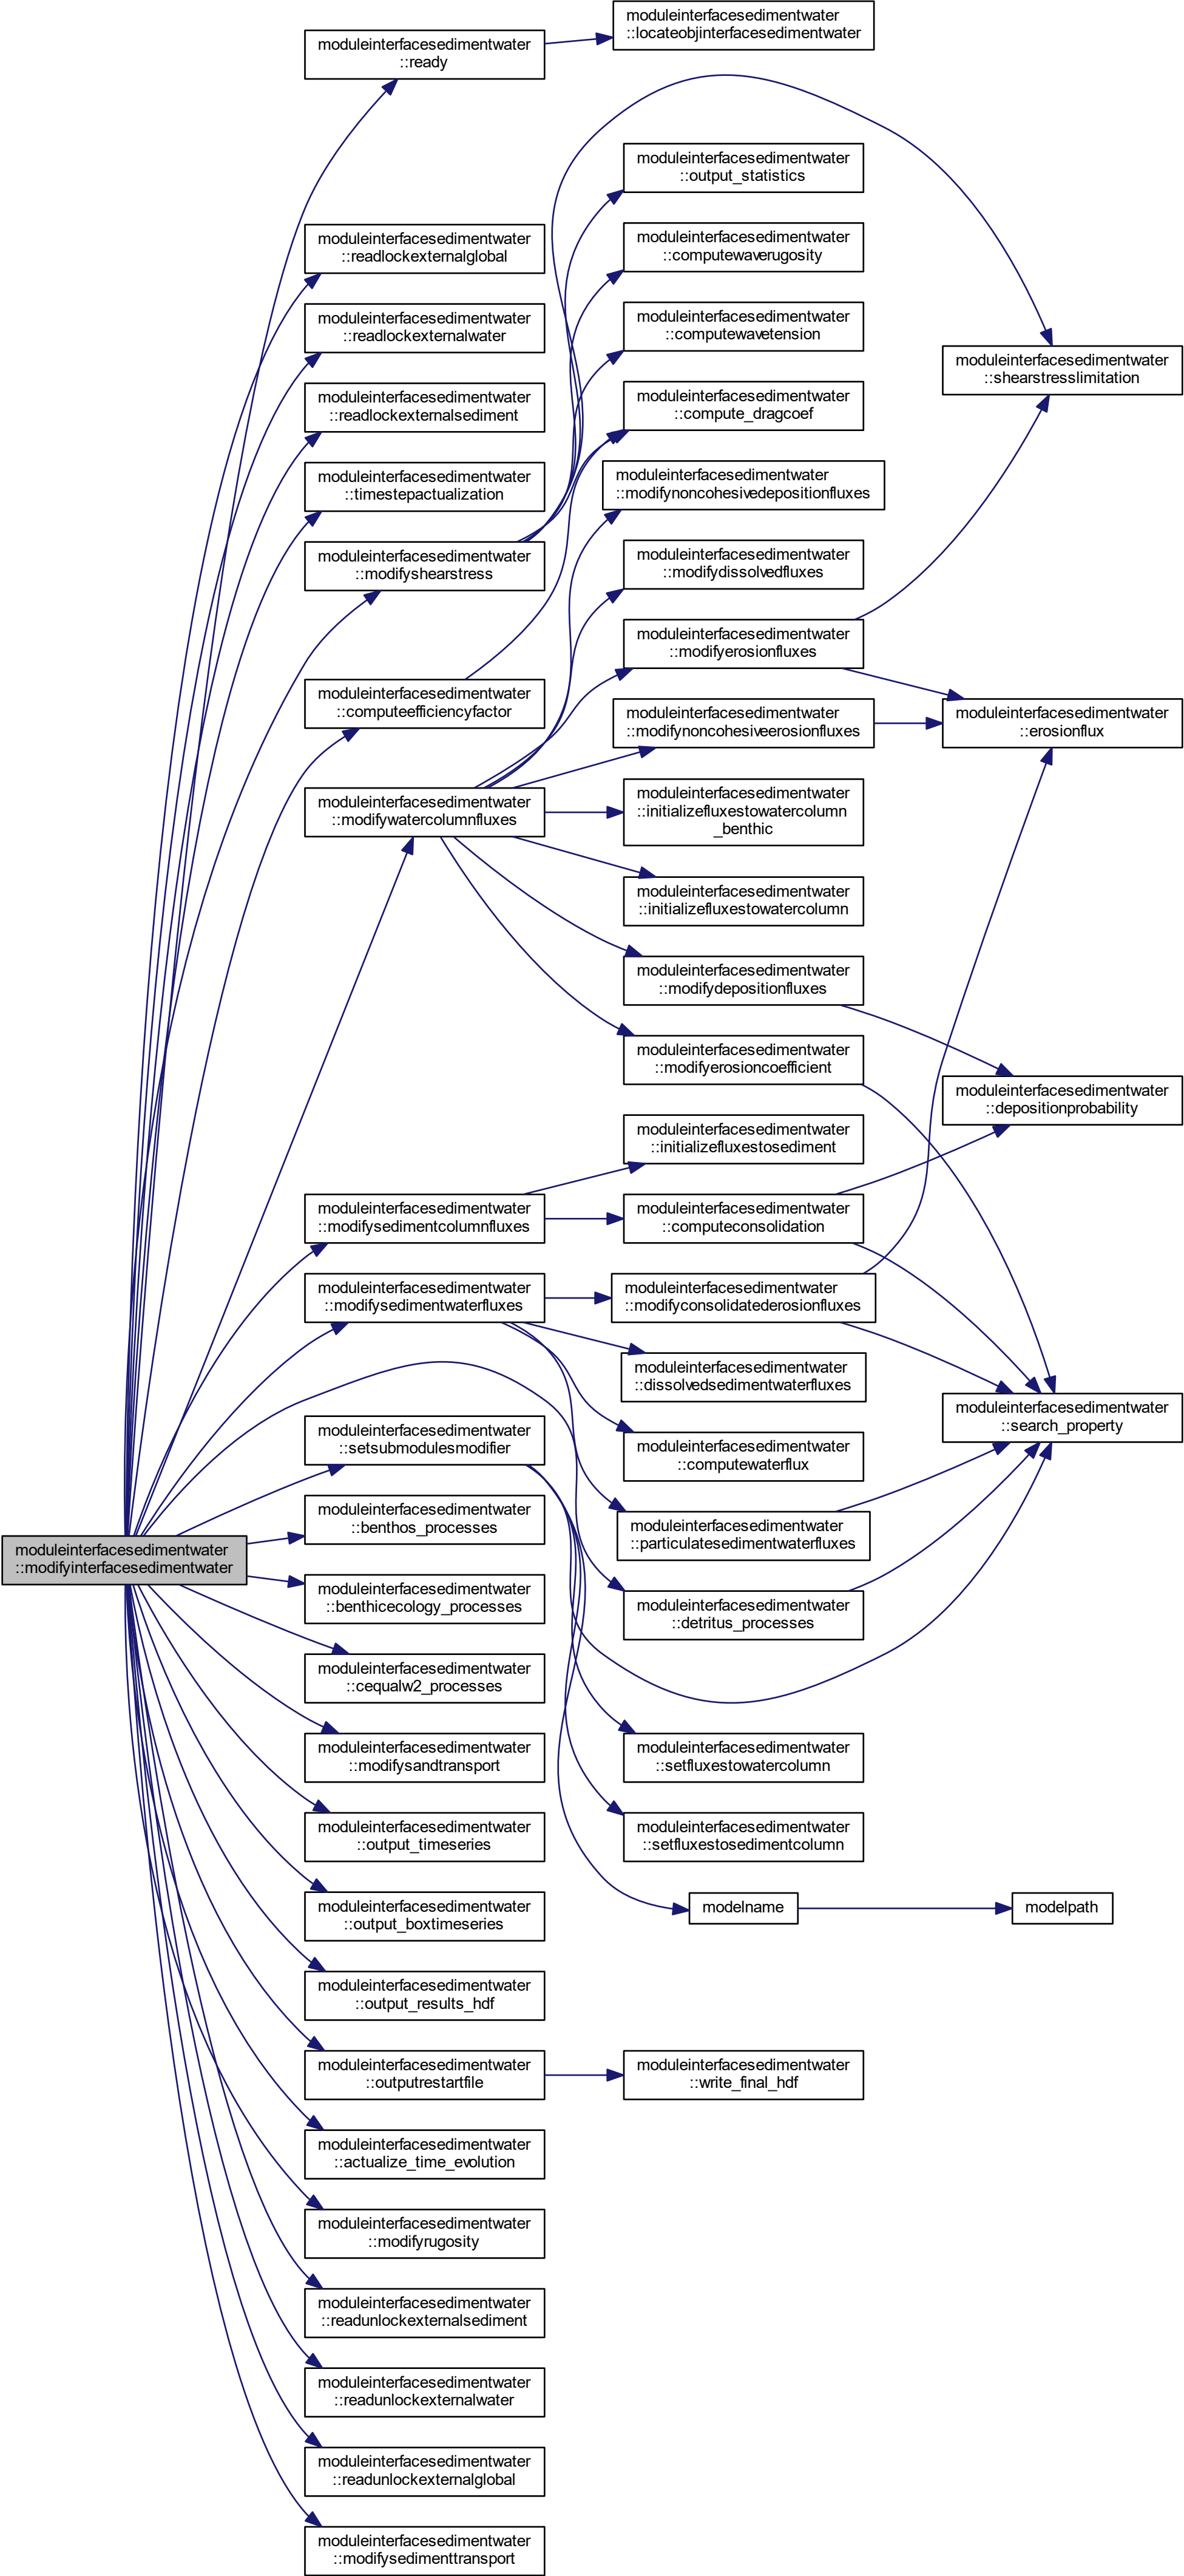 moduleinterfacesedimentwater
::modifyinterfacesedimentwater
moduleinterfacesedimentwater
::ready
moduleinterfacesedimentwater
::readlockexternalglobal
moduleinterfacesedimentwater
::readlockexternalwater
moduleinterfacesedimentwater
::readlockexternalsediment
moduleinterfacesedimentwater
::timestepactualization
moduleinterfacesedimentwater
::modifyshearstress
moduleinterfacesedimentwater
::computeefficiencyfactor
moduleinterfacesedimentwater
::modifywatercolumnfluxes
moduleinterfacesedimentwater
::modifysedimentcolumnfluxes
moduleinterfacesedimentwater
::modifysedimentwaterfluxes
moduleinterfacesedimentwater
::setsubmodulesmodifier
moduleinterfacesedimentwater
::benthos_processes
moduleinterfacesedimentwater
::benthicecology_processes
moduleinterfacesedimentwater
::cequalw2_processes
moduleinterfacesedimentwater
::modifysandtransport
moduleinterfacesedimentwater
::output_timeseries
moduleinterfacesedimentwater
::output_boxtimeseries
moduleinterfacesedimentwater
::output_results_hdf
moduleinterfacesedimentwater
::outputrestartfile
moduleinterfacesedimentwater
::actualize_time_evolution
moduleinterfacesedimentwater
::modifyrugosity
moduleinterfacesedimentwater
::readunlockexternalsediment
moduleinterfacesedimentwater
::readunlockexternalwater
moduleinterfacesedimentwater
::readunlockexternalglobal
moduleinterfacesedimentwater
::modifysedimenttransport
moduleinterfacesedimentwater
::locateobjinterfacesedimentwater
moduleinterfacesedimentwater
::output_statistics
moduleinterfacesedimentwater
::computewaverugosity
moduleinterfacesedimentwater
::computewavetension
moduleinterfacesedimentwater
::compute_dragcoef
moduleinterfacesedimentwater
::modifynoncohesivedepositionfluxes
moduleinterfacesedimentwater
::modifydissolvedfluxes
moduleinterfacesedimentwater
::modifyerosionfluxes
moduleinterfacesedimentwater
::modifynoncohesiveerosionfluxes
moduleinterfacesedimentwater
::initializefluxestowatercolumn
_benthic
moduleinterfacesedimentwater
::initializefluxestowatercolumn
moduleinterfacesedimentwater
::modifydepositionfluxes
moduleinterfacesedimentwater
::modifyerosioncoefficient
moduleinterfacesedimentwater
::initializefluxestosediment
moduleinterfacesedimentwater
::computeconsolidation
moduleinterfacesedimentwater
::modifyconsolidatederosionfluxes
moduleinterfacesedimentwater
::dissolvedsedimentwaterfluxes
moduleinterfacesedimentwater
::computewaterflux
moduleinterfacesedimentwater
::particulatesedimentwaterfluxes
moduleinterfacesedimentwater
::detritus_processes
moduleinterfacesedimentwater
::setfluxestowatercolumn
moduleinterfacesedimentwater
::setfluxestosedimentcolumn
modelname
moduleinterfacesedimentwater
::write_final_hdf
moduleinterfacesedimentwater
::shearstresslimitation
moduleinterfacesedimentwater
::erosionflux
moduleinterfacesedimentwater
::depositionprobability
moduleinterfacesedimentwater
::search_property
modelpath